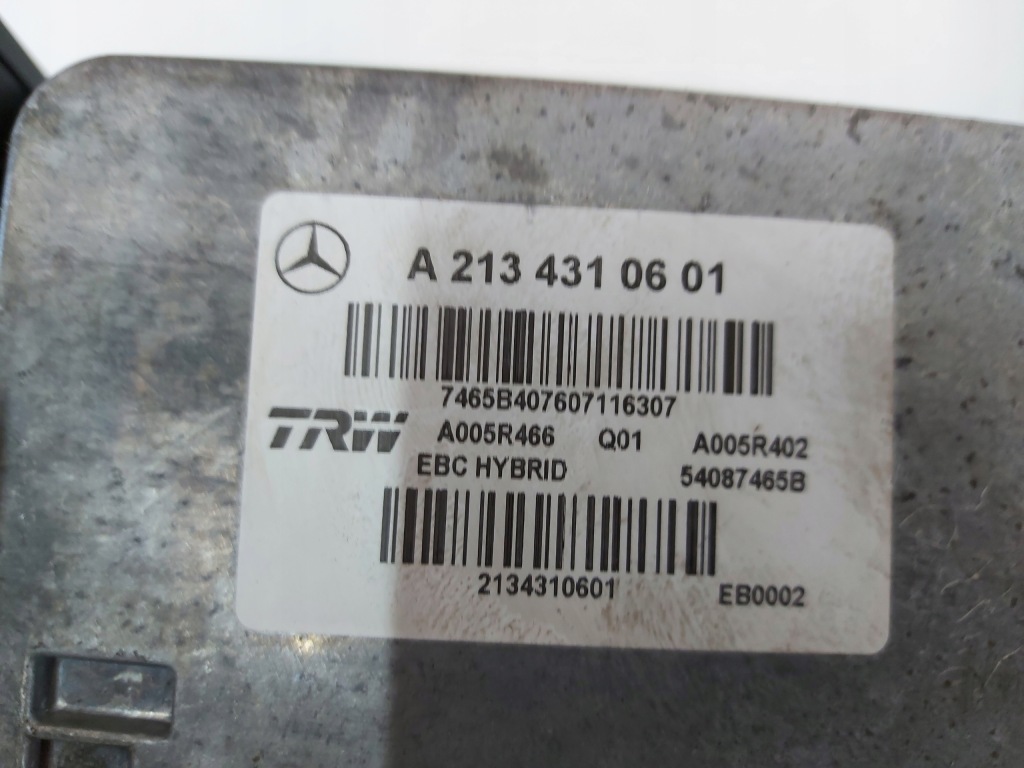 A 213 431 06 01
7465B407607116307
TRW A005R466 Q01 A005R402
EBC HYBRID 54087465B
2134310601 EB0002